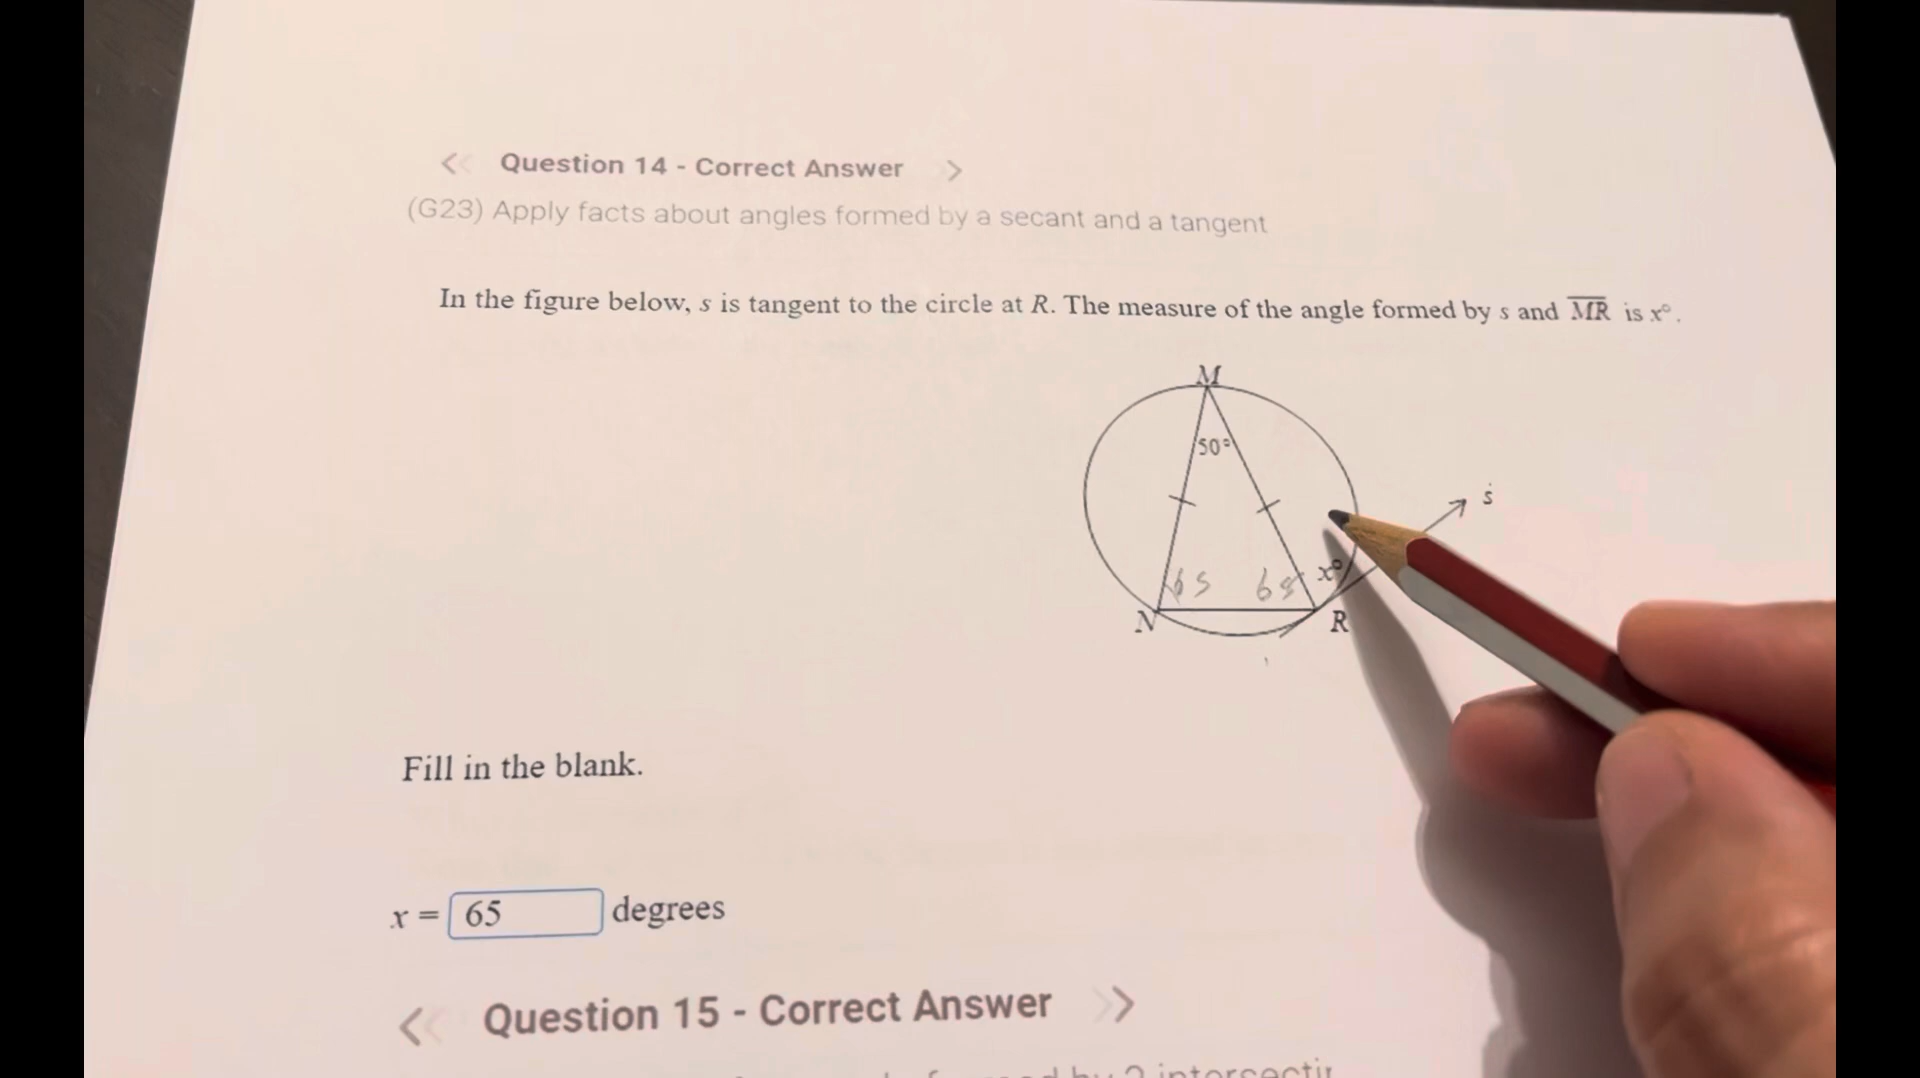 Question 14 - Correct Answer
(G23) Apply facts about angles formed by a secant and a tangent
In the figure below, s is tangent to the circle at R. The measure of the angle formed by s and MR is x°.
M
50°
s
65 65 x°
N R
Fill in the blank.
x = 65 degrees
Question 15 - Correct Answer